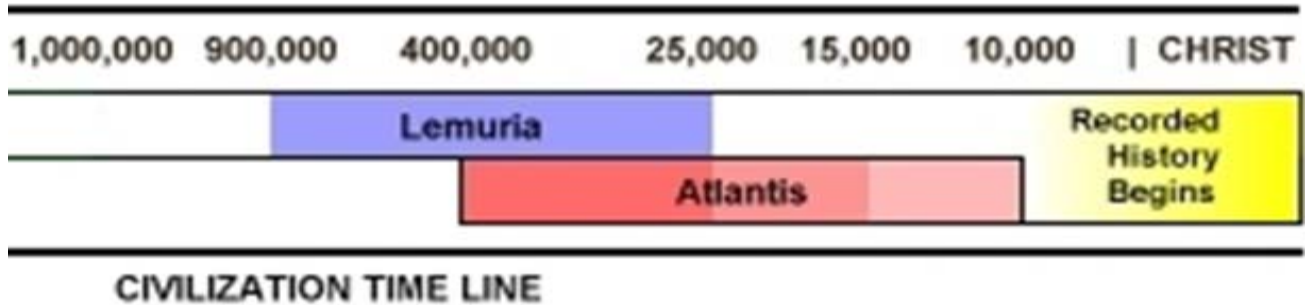 1,000,000 900,000 400,000 25,000 15,000 10,000 | CHRIST
Lemuria
Atlantis
Recorded
History
Begins
CIVILIZATION TIME LINE